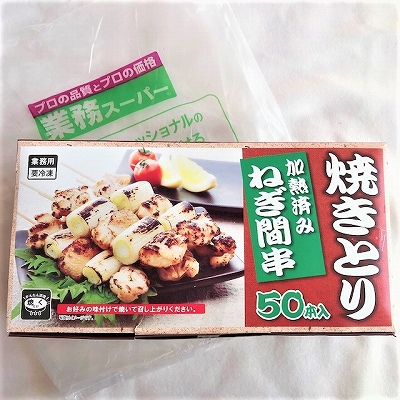 プロの品質とプロの価格
業務スーパー
業務用
要冷凍
焼きとり
加熱済み
ねぎ間串
50本入
お好みの味付けで焼いて召し上がりください。
焼く